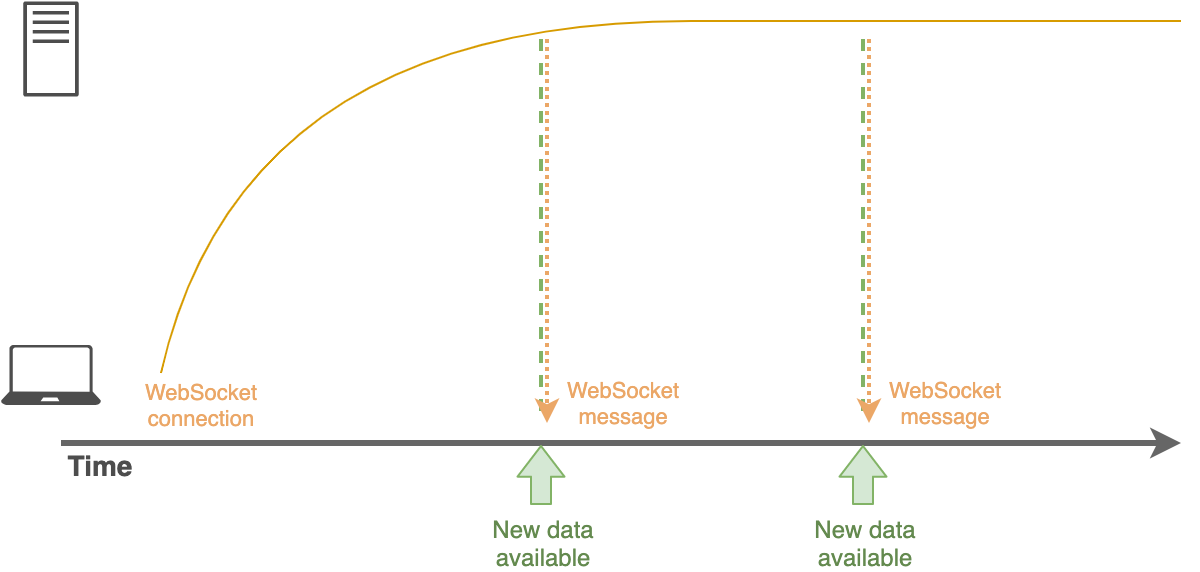 WebSocket
connection
WebSocket
message
WebSocket
message
Time
New data
available
New data
available